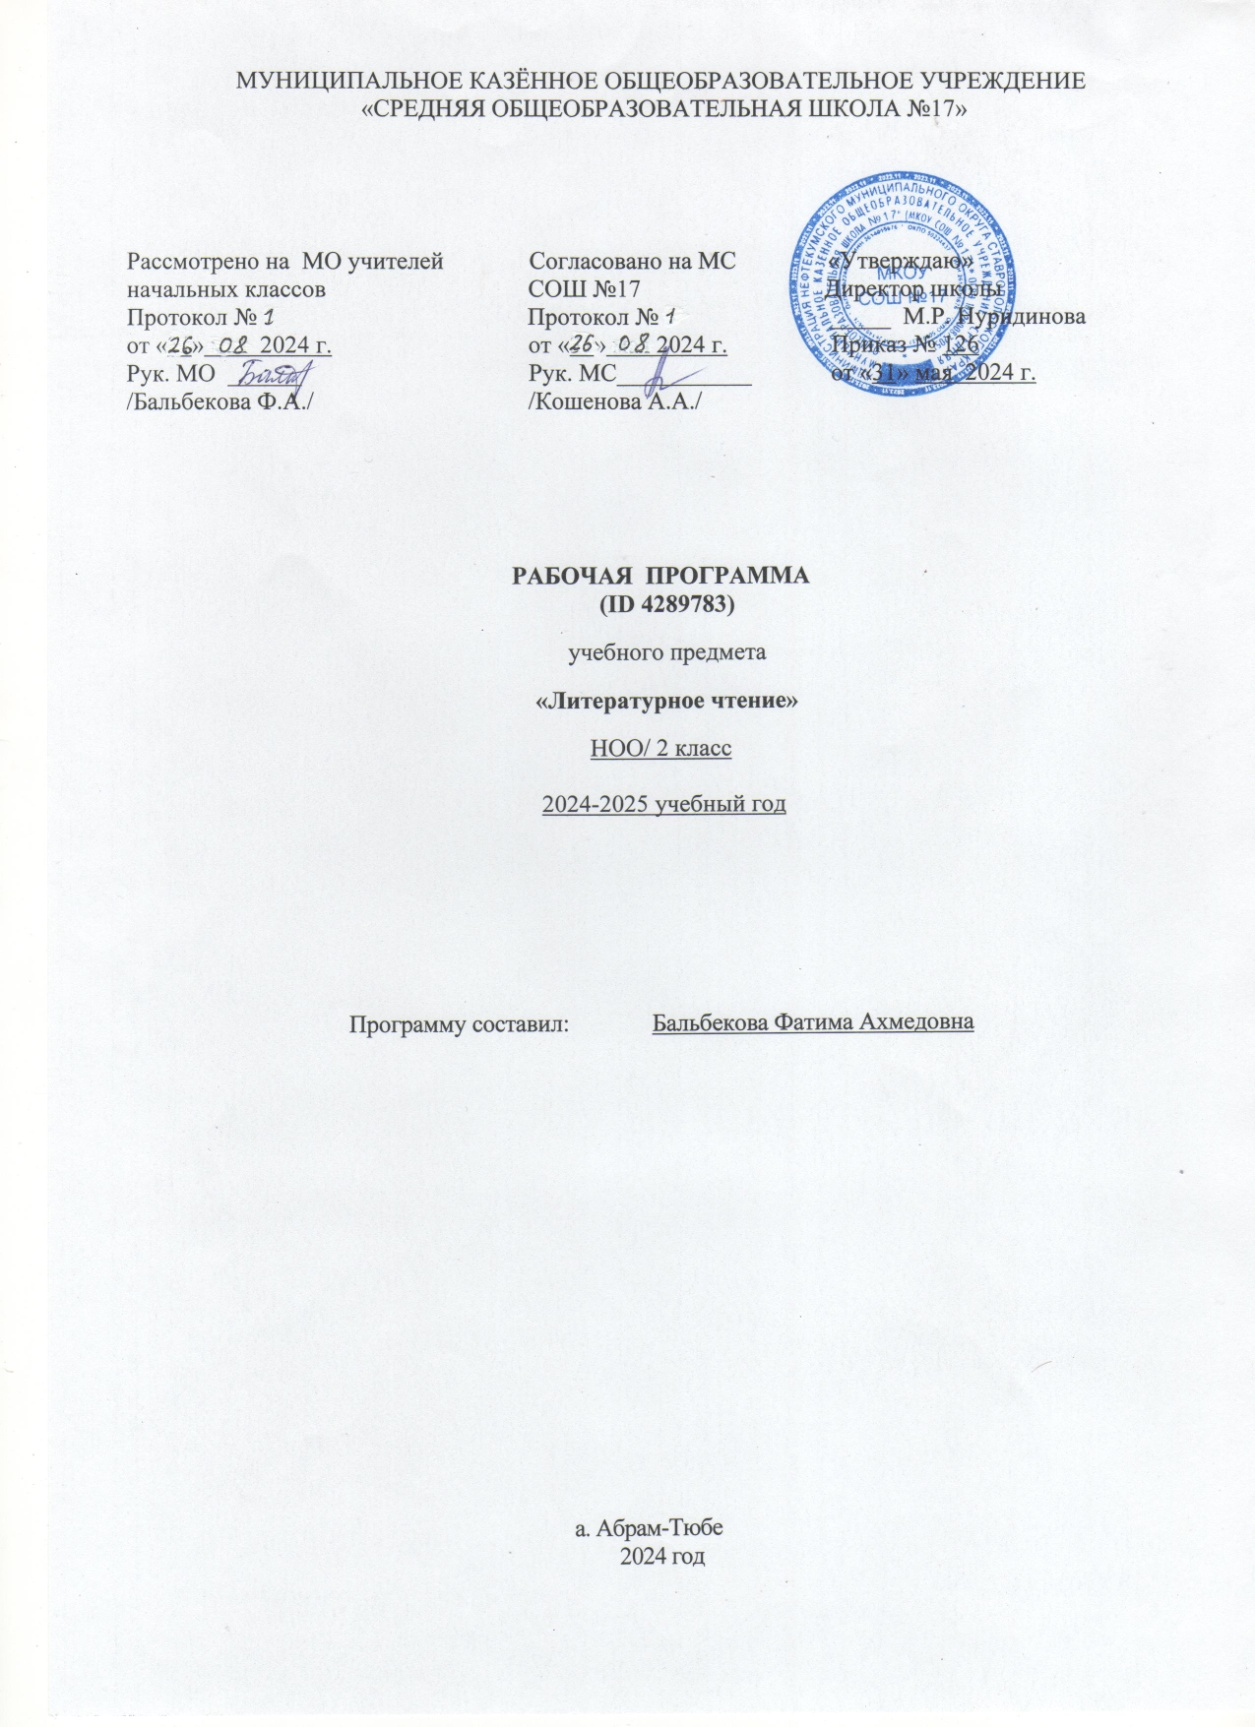 МУНИЦИПАЛЬНОЕ КАЗЁННОЕ ОБЩЕОБРАЗОВАТЕЛЬНОЕ УЧРЕЖДЕНИЕ
«СРЕДНЯЯ ОБЩЕОБРАЗОВАТЕЛЬНАЯ ШКОЛА №17»
Рассмотрено на МО учителей
начальных классов
Протокол № 1
от «26» 08 2024 г.
Рук. МО
/Бальбекова Ф.А./
Согласовано на МС
СОШ №17
Протокол № 1
от «26» 08 2024 г.
Рук. МС____________
/Кошенова А.А./
«Утверждаю»
Директор школы
М.Р. Нуридинова
Приказ № 126
от «31» мая 2024 г.
МКОУ
СОШ №17
РАБОЧАЯ ПРОГРАММА
(ID 4289783)
учебного предмета
«Литературное чтение»
НОО/ 2 класс
2024-2025 учебный год
Программу составил: Бальбекова Фатима Ахмедовна
а. Абрам-Тюбе
2024 год